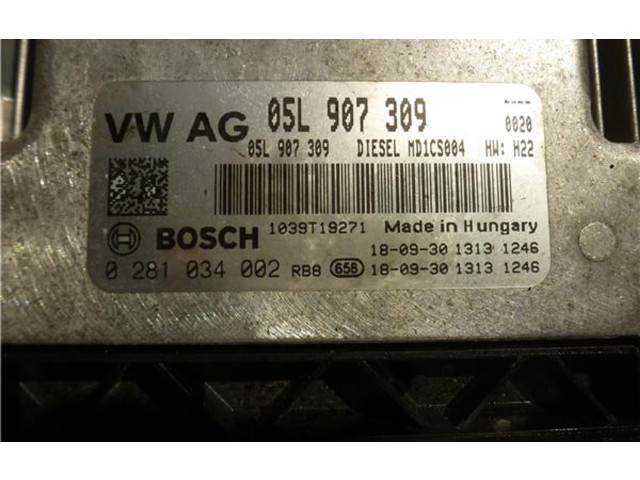 VW AG 05L 907 309
0020
05L 907 309 DIESEL MD1CS004 HW: H22
1039T19271 Made in Hungary
BOSCH 18-09-30 1313 1246
0 281 034 002 RB8 658 18-09-30 1313 1246